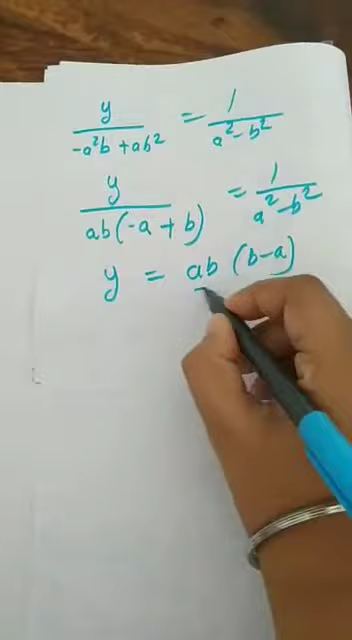 y/(-a²b + ab²) = 1/(a² - b²)
y/(ab(-a + b)) = 1/(a² - b²)
y = ab (b-a)